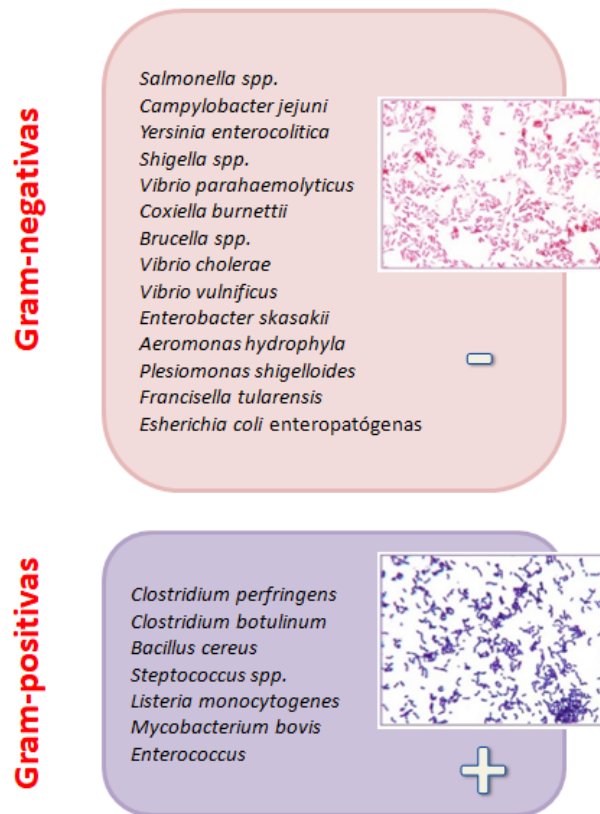 Gram-negativas
Salmonella spp.
Campylobacter jejuni
Yersinia enterocolitica
Shigella spp.
Vibrio parahaemolyticus
Coxiella burnettii
Brucella spp.
Vibrio cholerae
Vibrio vulnificus
Enterobacter skasakii
Aeromonas hydrophyla
Plesiomonas shigelloides
Francisella tularensis
Esherichia coli enteropatógenas
Gram-positivas
Clostridium perfringens
Clostridium botulinum
Bacillus cereus
Steptococcus spp.
Listeria monocytogenes
Mycobacterium bovis
Enterococcus